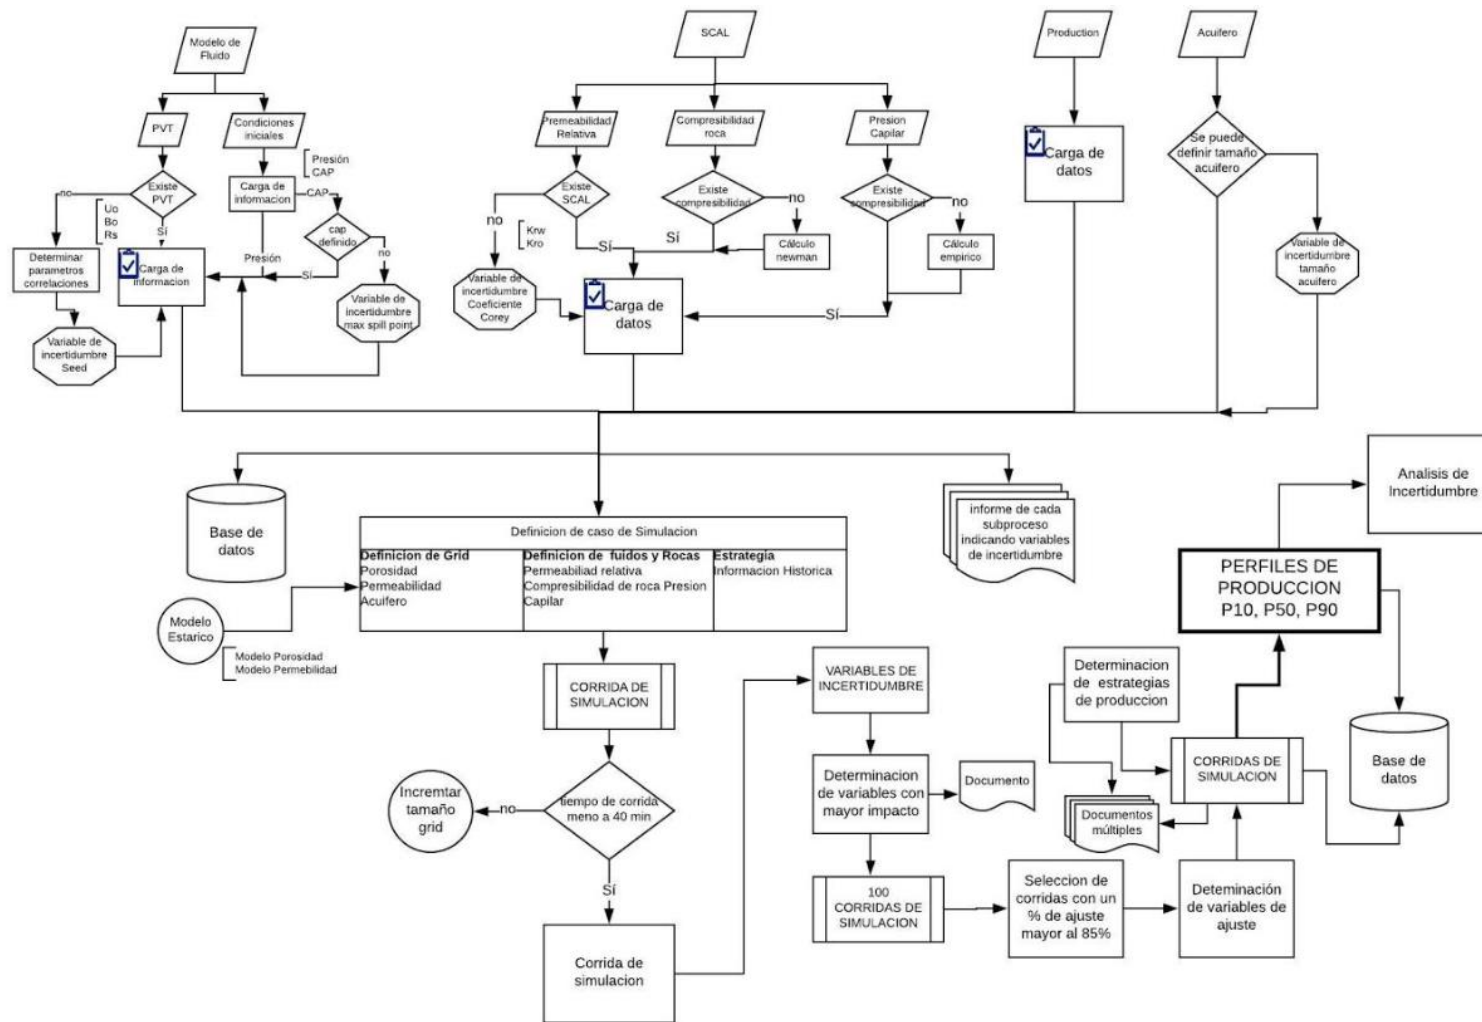 Modelo de
Fluido
SCAL
Production
Acuifero
PVT
Condiciones
iniciales
Premeabilidad
Relativa
Compresibilidad
roca
Presion
Capilar
Presión
CAP
Existe
PVT
no
Sí
Uo
Bo
Rs
Carga de
informacion
CAP
cap
definido
no
Sí
Presión
Determinar
parametros
correlaciones
Carga de
informacion
Variable de
incertidumbre
max spill point
Variable de
incertidumbre
Seed
Existe
SCAL
no
Sí
Krw
Kro
Existe
compresibilidad
no
Sí
Cálculo
newman
Existe
compresibilidad
no
Cálculo
empirico
Sí
Variable de
incertidumbre
Coeficiente
Corey
Carga de
datos
Carga de
datos
Se puede
definir tamaño
acuifero
Variable de
incertidumrbre
tamaño
acuifero
Base de
datos
informe de cada
subproceso
indicando variables
de incertidumbre
Definicion de caso de Simulacion
Definicion de Grid
Porosidad
Permeabilidad
Acuifero
Definicion de fuidos y Rocas
Permeabiliad relativa
Compresibilidad de roca Presion
Capilar
Estrategia
Informacion Historica
Modelo
Estarico
Modelo Porosidad
Modelo Permebilidad
CORRIDA DE
SIMULACION
tiempo de corrida
meno a 40 min
no
Incremtar
tamaño
grid
Sí
Corrida de
simulacion
VARIABLES DE
INCERTIDUMBRE
Determinacion
de variables con
mayor impacto
Documento
100
CORRIDAS DE
SIMULACION
Seleccion de
corridas con un
% de ajuste
mayor al 85%
Deteminación
de variables de
ajuste
Determinacion
de estrategias
de produccion
CORRIDAS DE
SIMULACION
Documentos
múltiples
PERFILES DE
PRODUCCION
P10, P50, P90
Analisis de
Incertidumbre
Base de
datos